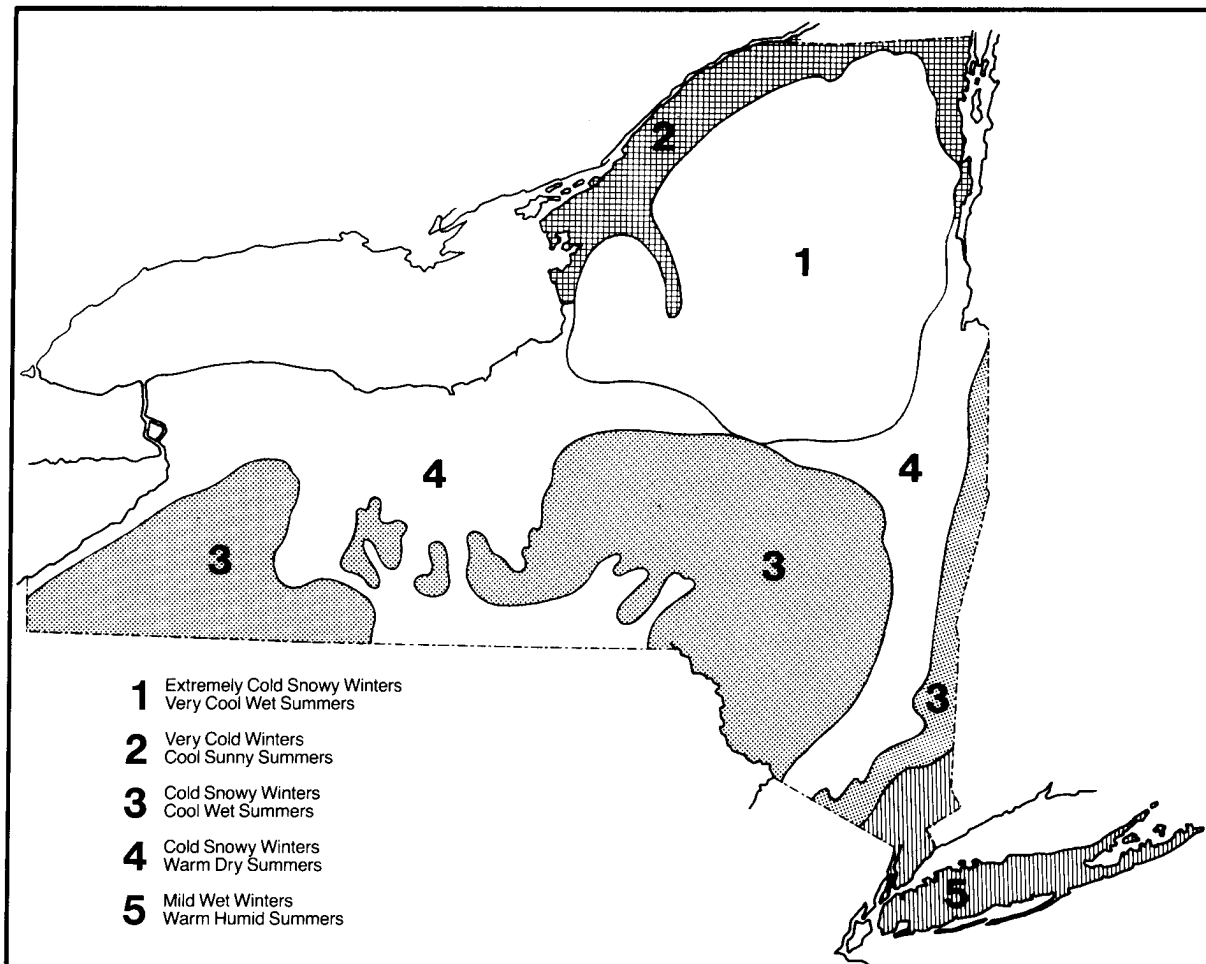 2
1
4
4
3
3
3
5
1 Extremely Cold Snowy Winters
Very Cool Wet Summers
2 Very Cold Winters
Cool Sunny Summers
3 Cold Snowy Winters
Cool Wet Summers
4 Cold Snowy Winters
Warm Dry Summers
5 Mild Wet Winters
Warm Humid Summers